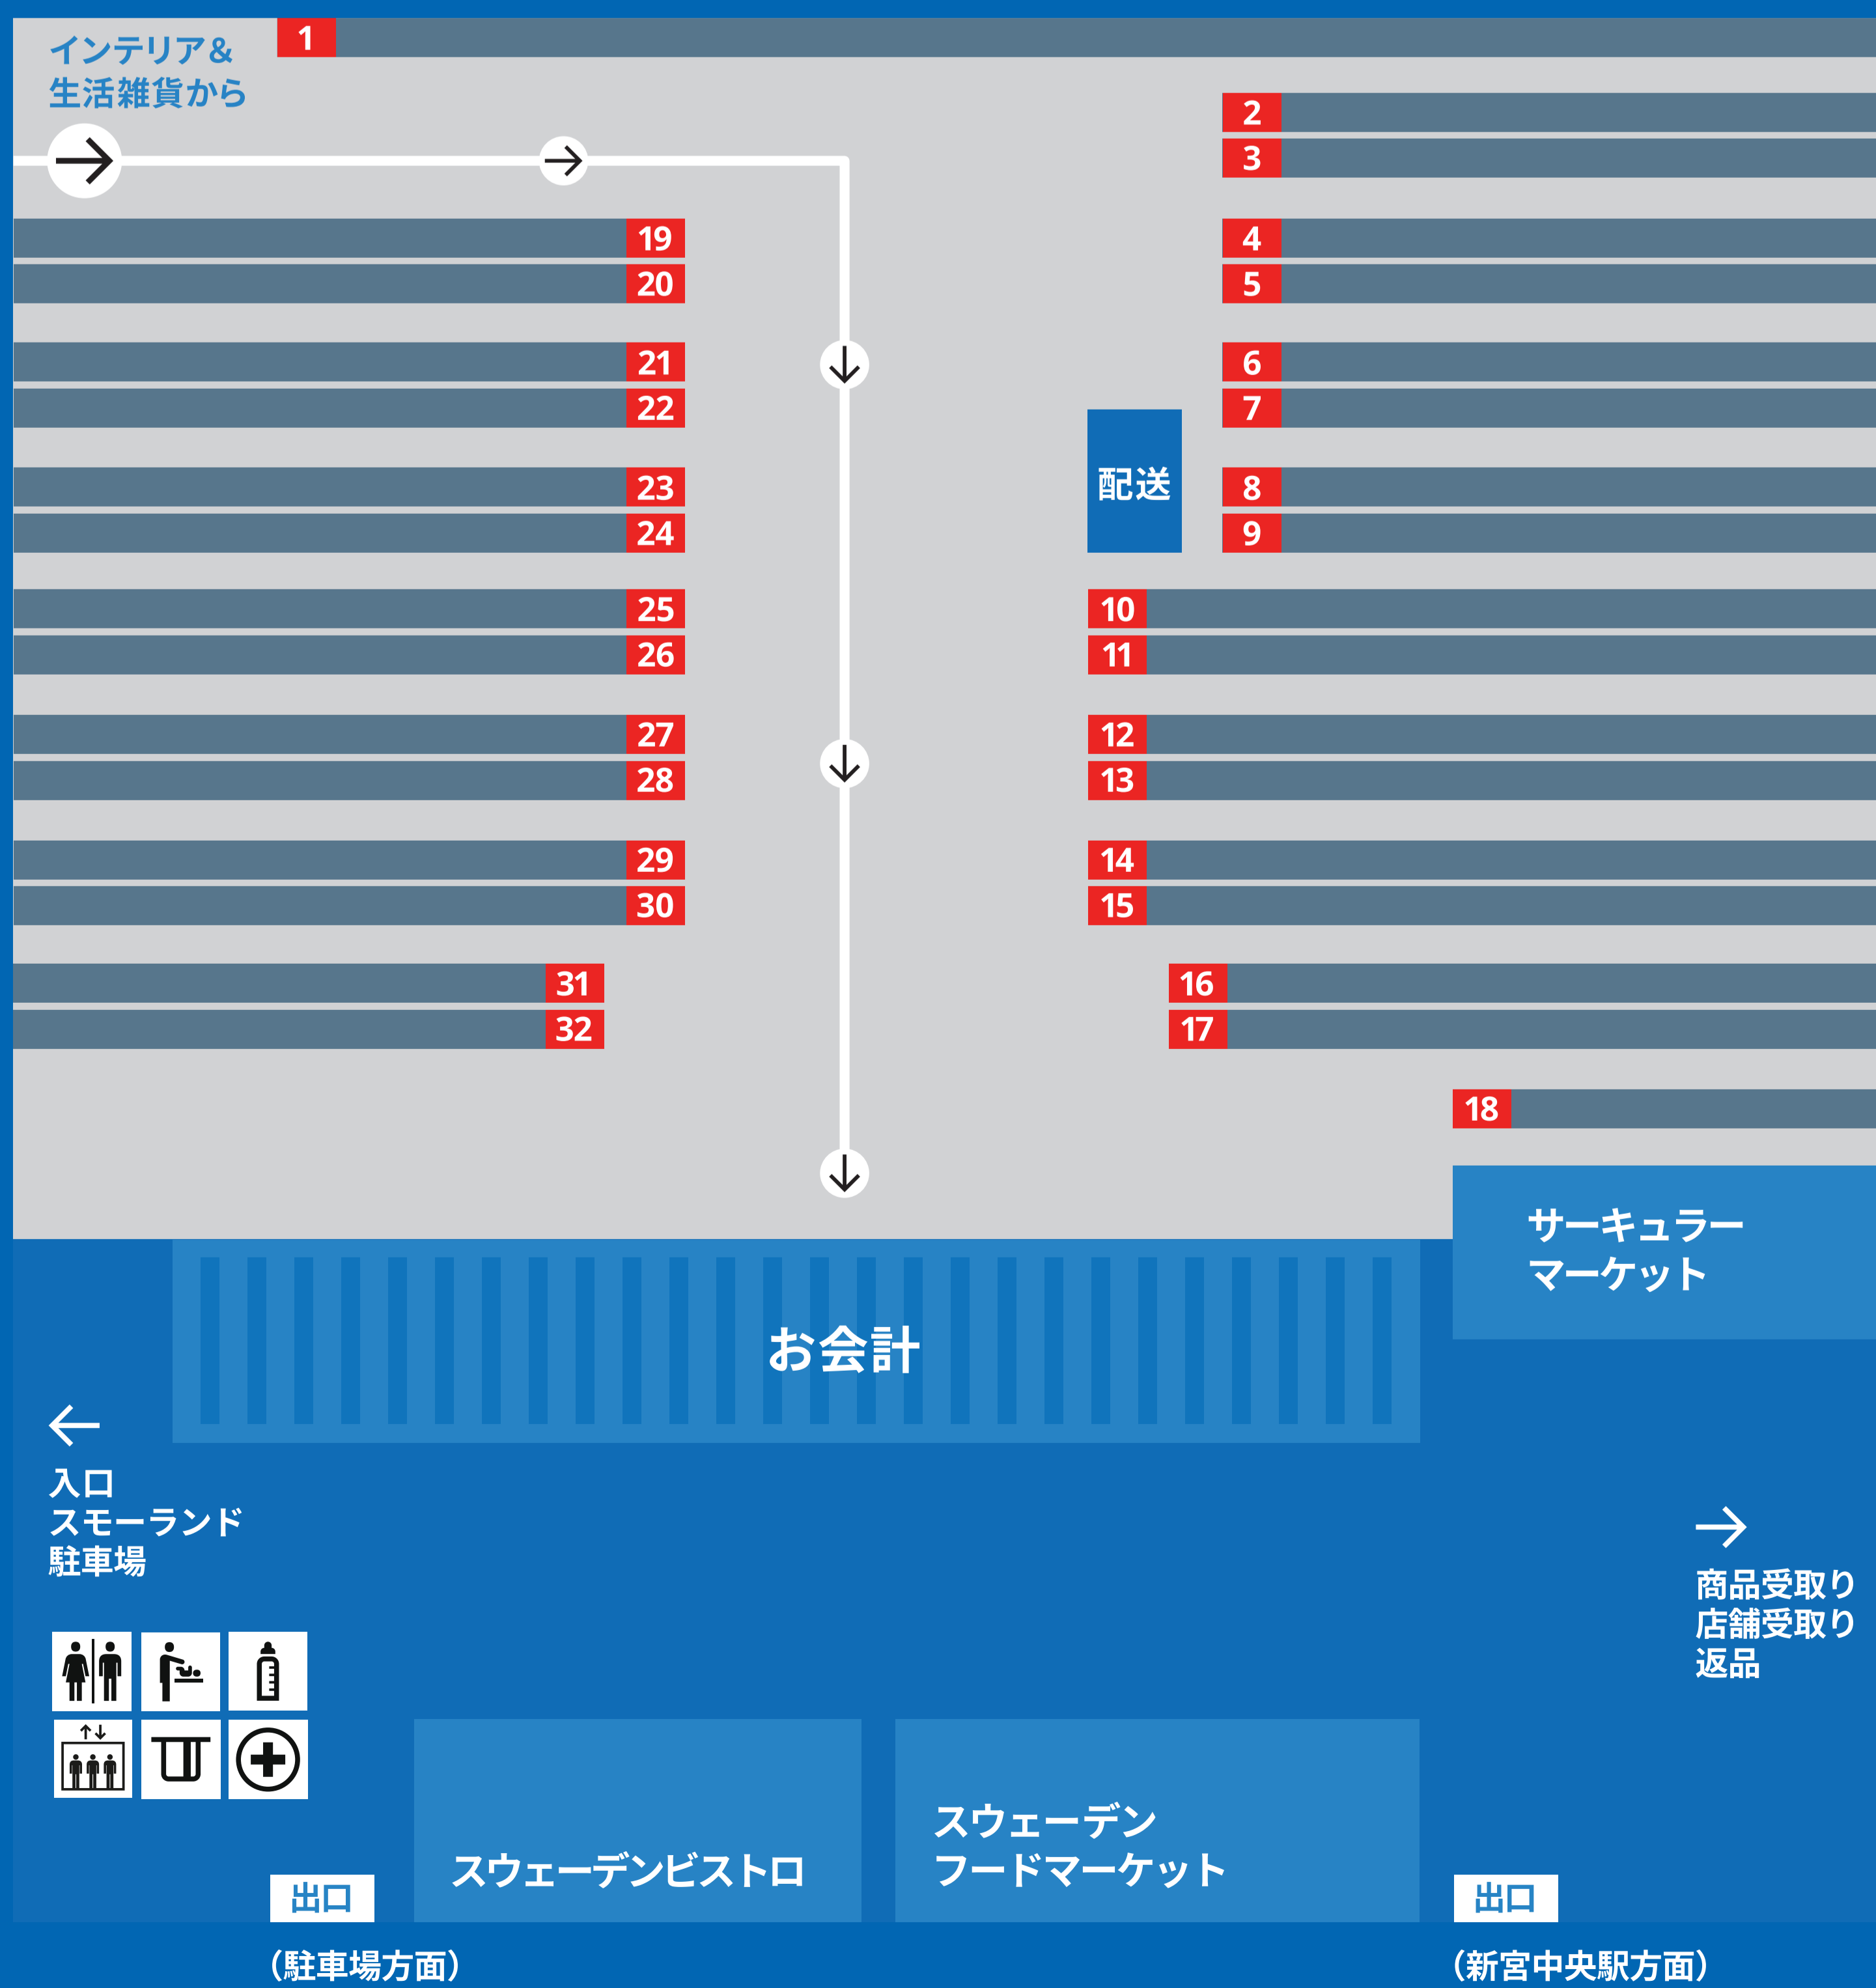 インテリア&
生活雑貨から
1
2
3
19
20
4
5
21
22
6
7
配送
23
24
8
9
25
26
10
11
27
28
12
13
29
30
14
15
31
32
16
17
18
サーキュラー
マーケット
お会計
入口
スモーランド
駐車場
商品受取り
店舗受取り
返品
スウェーデンビストロ
スウェーデン
フードマーケット
出口
(駐車場方面)
出口
(新宮中央駅方面)